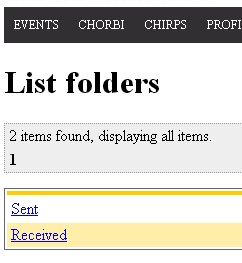 EVENTS CHORBI CHIRPS PROFI
List folders
2 items found, displaying all items.
1
Sent
Received